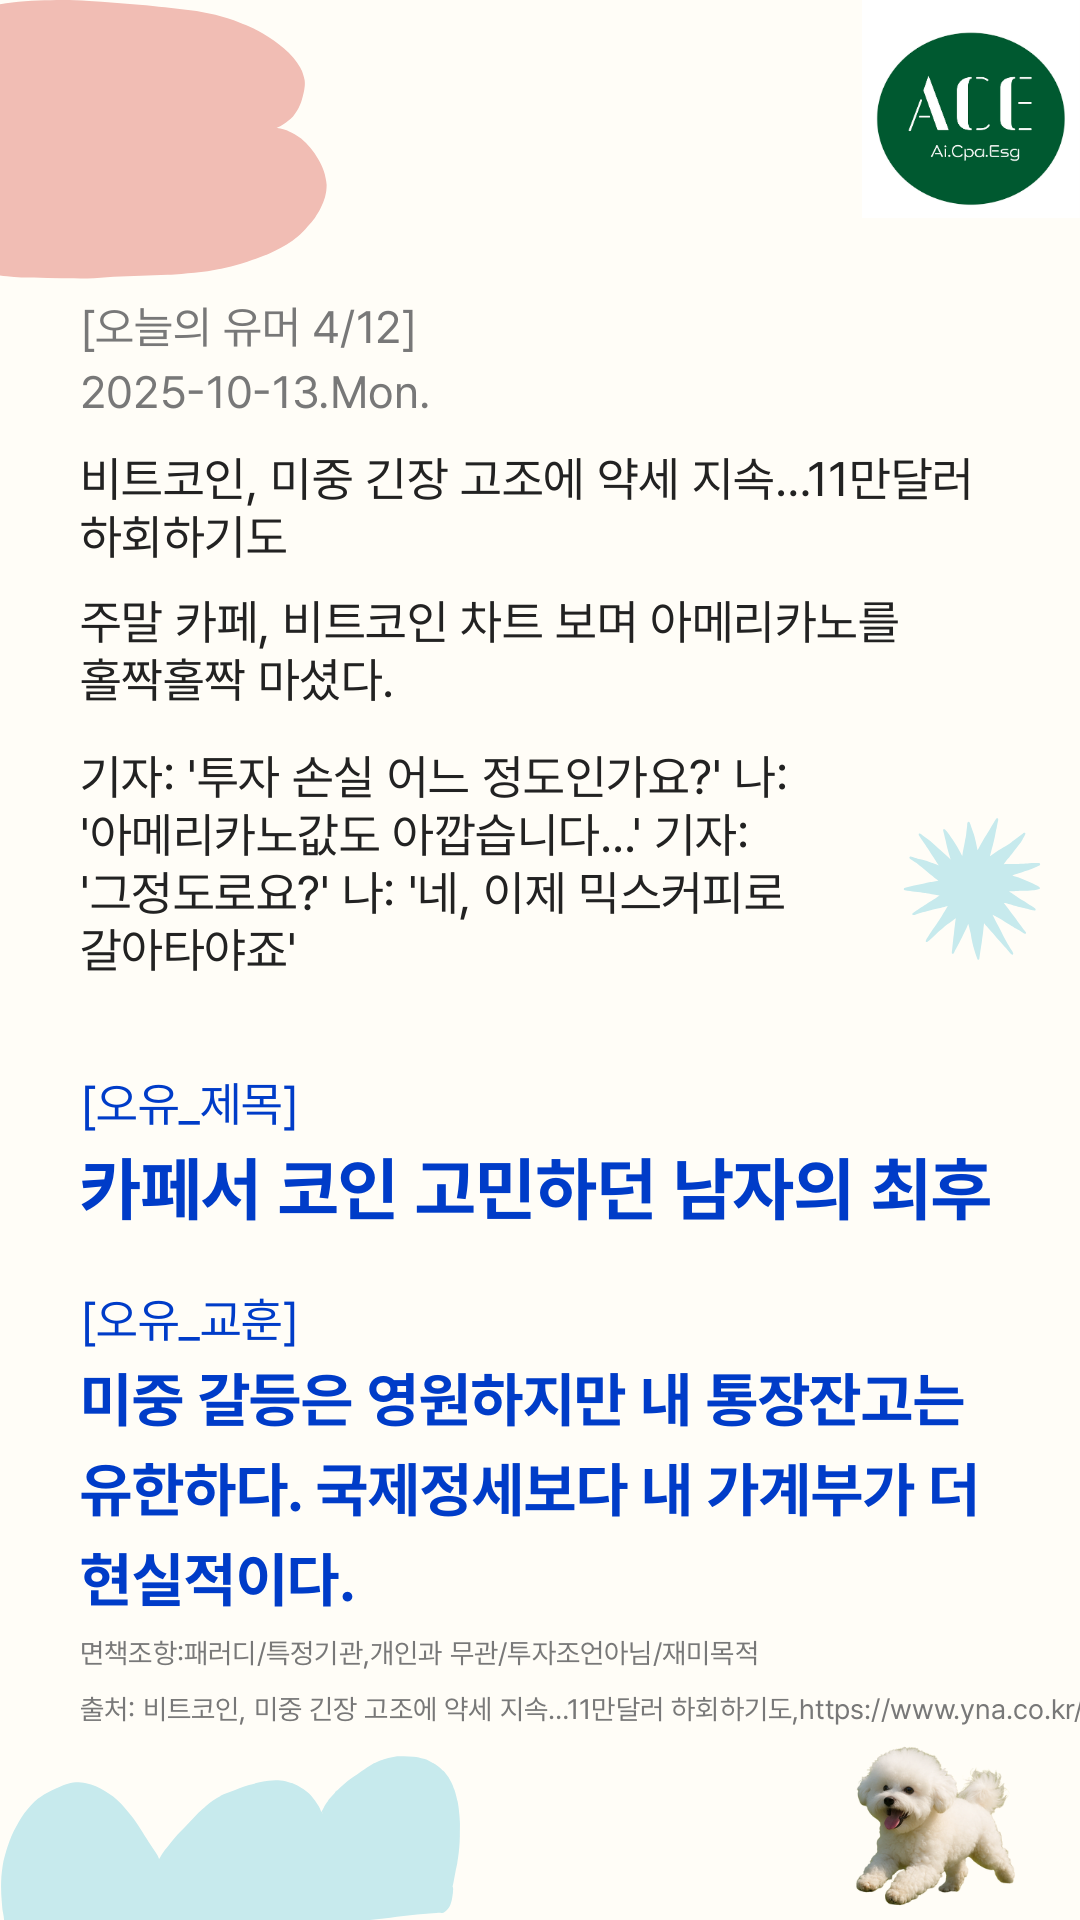 ACE
Ai.Cpa.Esg
[오늘의 유머 4/12]
2025-10-13.Mon.
비트코인, 미중 긴장 고조에 약세 지속...11만달러
하회하기도
주말 카페, 비트코인 차트 보며 아메리카노를
홀짝홀짝 마셨다.
기자: '투자 손실 어느 정도인가요?' 나:
'아메리카노값도 아깝습니다...' 기자:
'그정도로요?' 나: '네, 이제 믹스커피로
갈아타야죠'
[오유_제목]
카페서 코인 고민하던 남자의 최후
[오유_교훈]
미중 갈등은 영원하지만 내 통장잔고는
유한하다. 국제정세보다 내 가계부가 더
현실적이다.
면책조항:패러디/특정기관,개인과 무관/투자조언아님/재미목적
출처: 비트코인, 미중 긴장 고조에 약세 지속...11만달러 하회하기도,https://www.yna.co.kr/